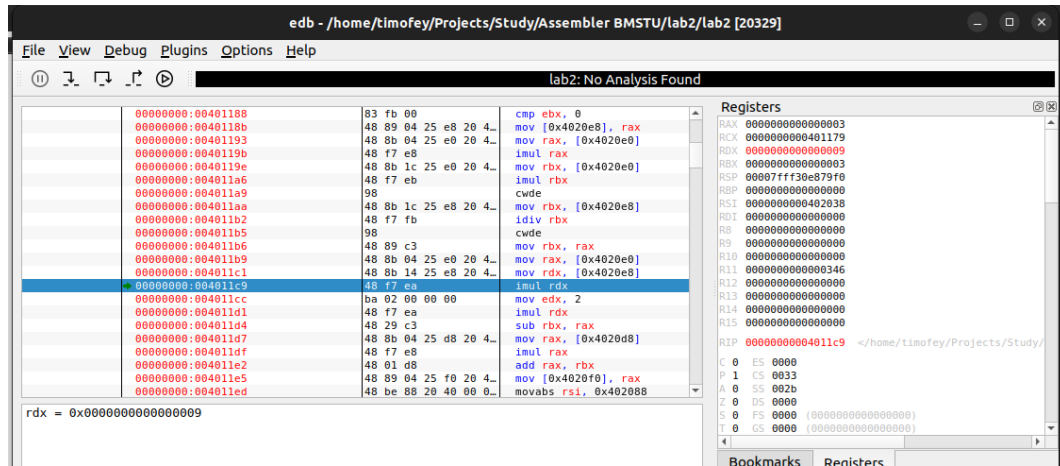 edb - /home/timofey/Projects/Study/Assembler BMSTU/lab2/lab2 [20329]
File View Debug Plugins Options Help
lab2: No Analysis Found
00000000:00401188 83 fb 00 cmp ebx, 0
00000000:0040118b 48 89 04 25 e8 20 4… mov [0x4020e8], rax
00000000:00401193 48 8b 04 25 e0 20 4… mov rax, [0x4020e0]
00000000:0040119b 48 f7 e8 imul rax
00000000:0040119e 48 8b 1c 25 e0 20 4… mov rbx, [0x4020e0]
00000000:004011a6 48 f7 eb imul rbx
00000000:004011a9 98 cwde
00000000:004011aa 48 8b 1c 25 e8 20 4… mov rbx, [0x4020e8]
00000000:004011b2 48 f7 fb idiv rbx
00000000:004011b5 98 cwde
00000000:004011b6 48 89 c3 mov rbx, rax
00000000:004011b9 48 8b 04 25 e0 20 4… mov rax, [0x4020e0]
00000000:004011c1 48 8b 14 25 e8 20 4… mov rdx, [0x4020e8]
00000000:004011c9 48 f7 ea imul rdx
00000000:004011cc ba 02 00 00 00 mov edx, 2
00000000:004011d1 48 f7 ea imul rdx
00000000:004011d4 48 29 c3 sub rbx, rax
00000000:004011d7 48 8b 04 25 d8 20 4… mov rax, [0x4020d8]
00000000:004011df 48 f7 e8 imul rax
00000000:004011e2 48 01 d8 add rax, rbx
00000000:004011e5 48 89 04 25 f0 20 4… mov [0x4020f0], rax
00000000:004011ed 48 be 88 20 40 00 0… movabs rsi, 0x402088
rdx = 0x0000000000000009
Registers
RAX 0000000000000003
RCX 0000000000401179
RDX 0000000000000009
RBX 0000000000000003
RSP 00007fff30e879f0
RBP 0000000000000000
RSI 0000000000402038
RDI 0000000000000000
R8 0000000000000000
R9 0000000000000000
R10 0000000000000000
R11 0000000000000346
R12 0000000000000000
R13 0000000000000000
R14 0000000000000000
R15 0000000000000000
RIP 00000000004011c9 </home/timofey/Projects/Study/
C 0 ES 0000
P 1 CS 0033
A 0 SS 002b
Z 0 DS 0000
S 0 FS 0000 (0000000000000000)
T 0 GS 0000 (0000000000000000)
Bookmarks Registers